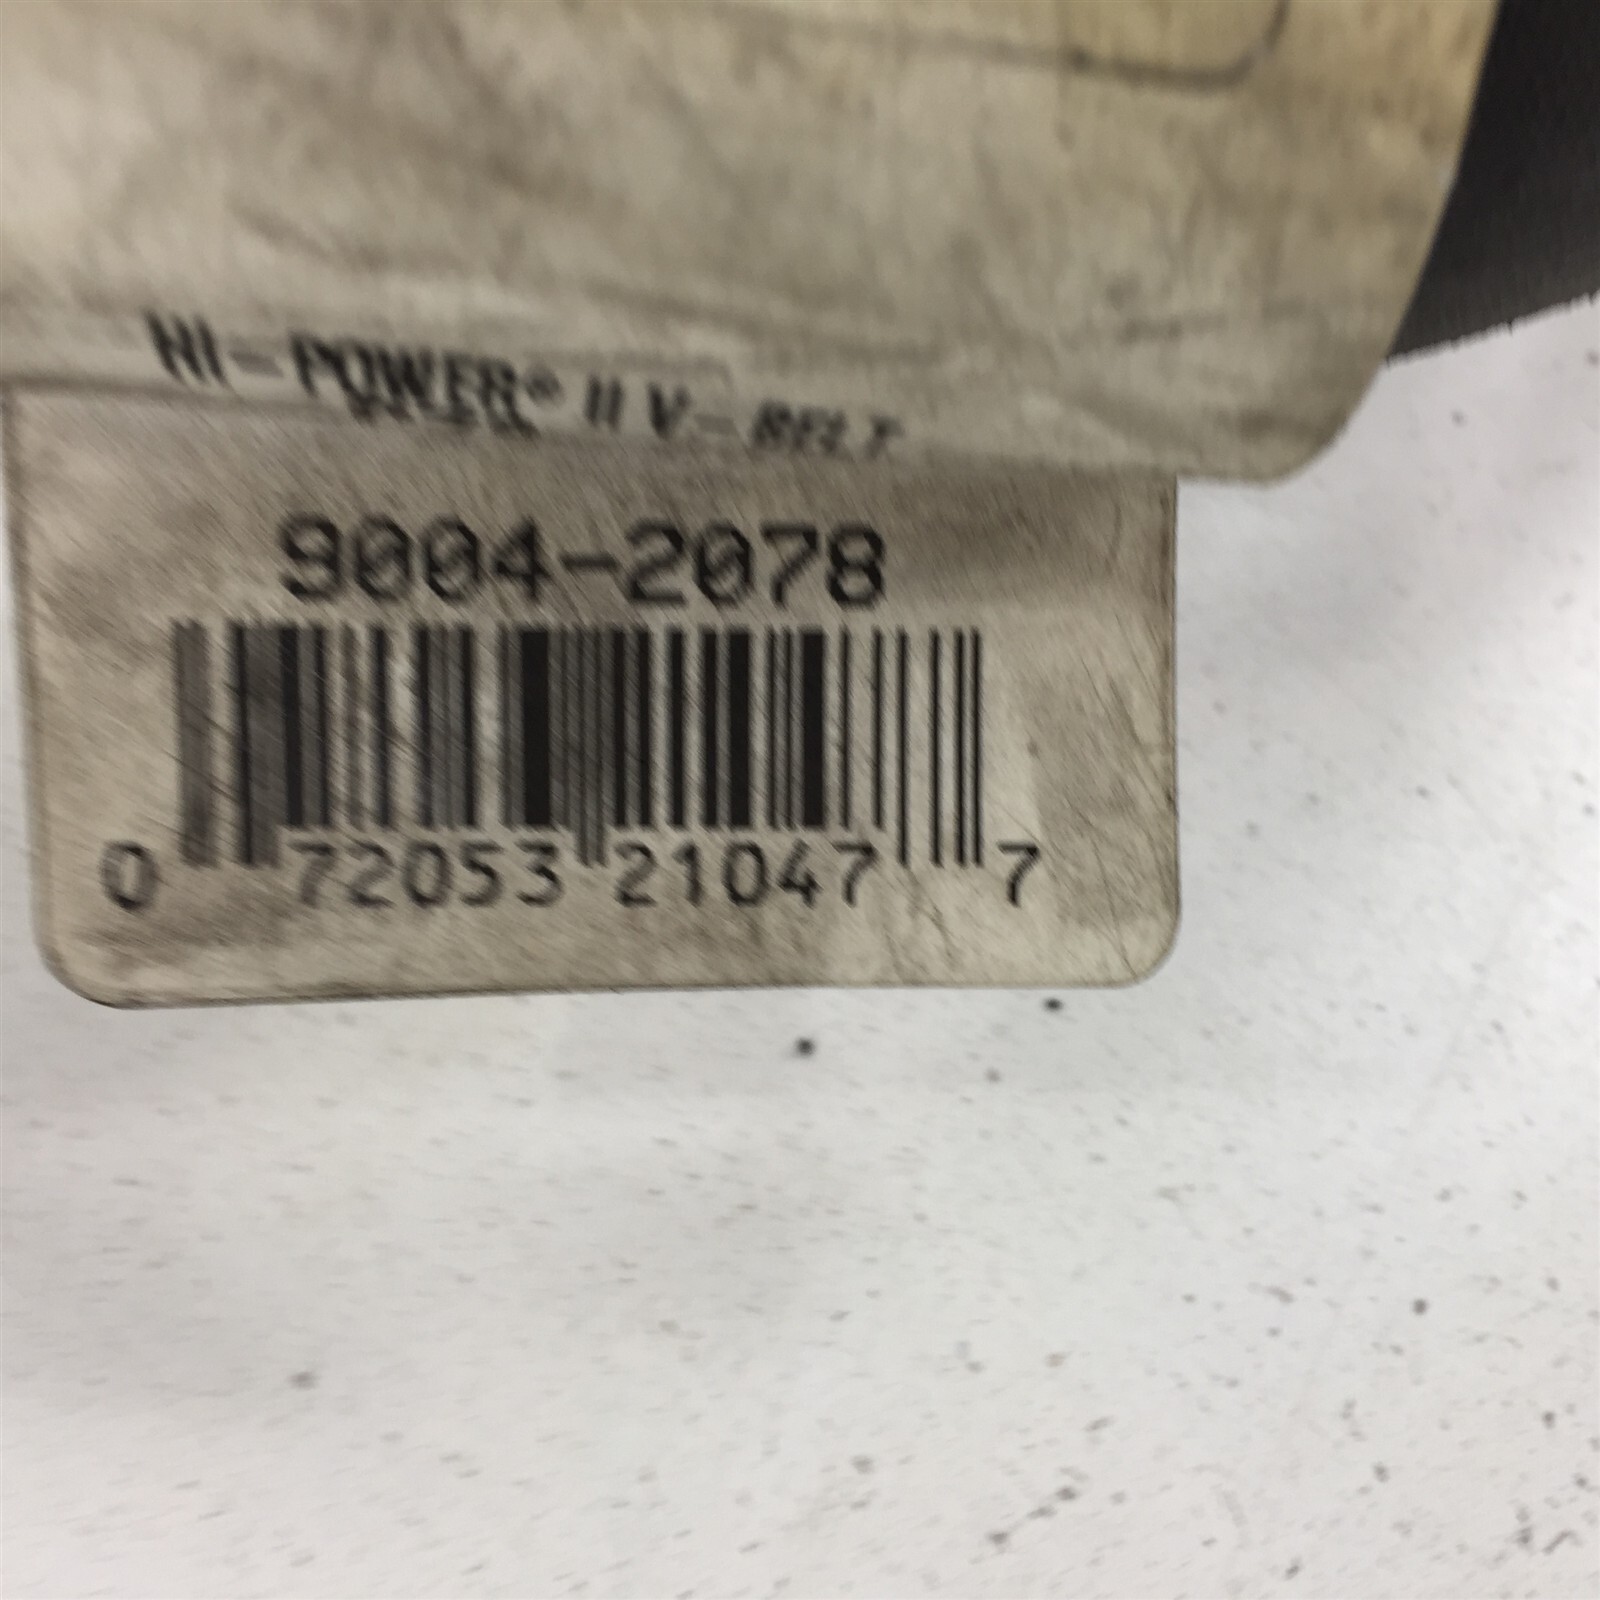 HI-POWER® II V-BELT
9004-2078
0 72053 21047 7